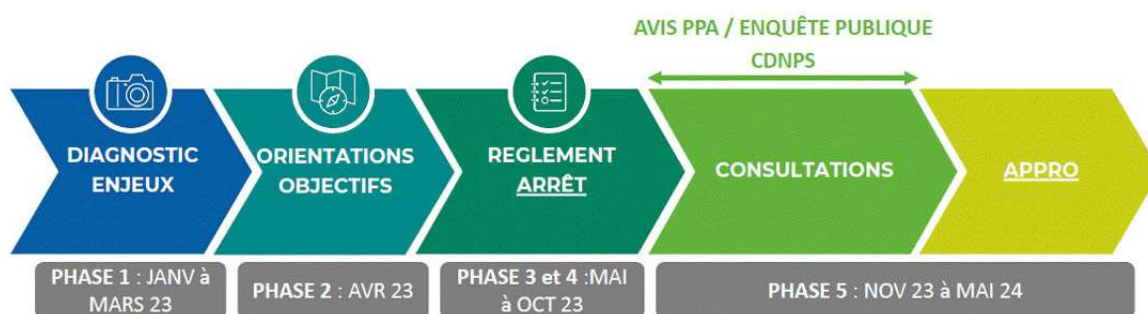 AVIS PPA / ENQUÊTE PUBLIQUE
CDNPS
DIAGNOSTIC
ENJEUX
ORIENTATIONS
OBJECTIFS
REGLEMENT
ARRÊT
CONSULTATIONS
APPRO
PHASE 1 : JANV à
MARS 23
PHASE 2 : AVR 23
PHASE 3 et 4 :MAI
à OCT 23
PHASE 5 : NOV 23 à MAI 24